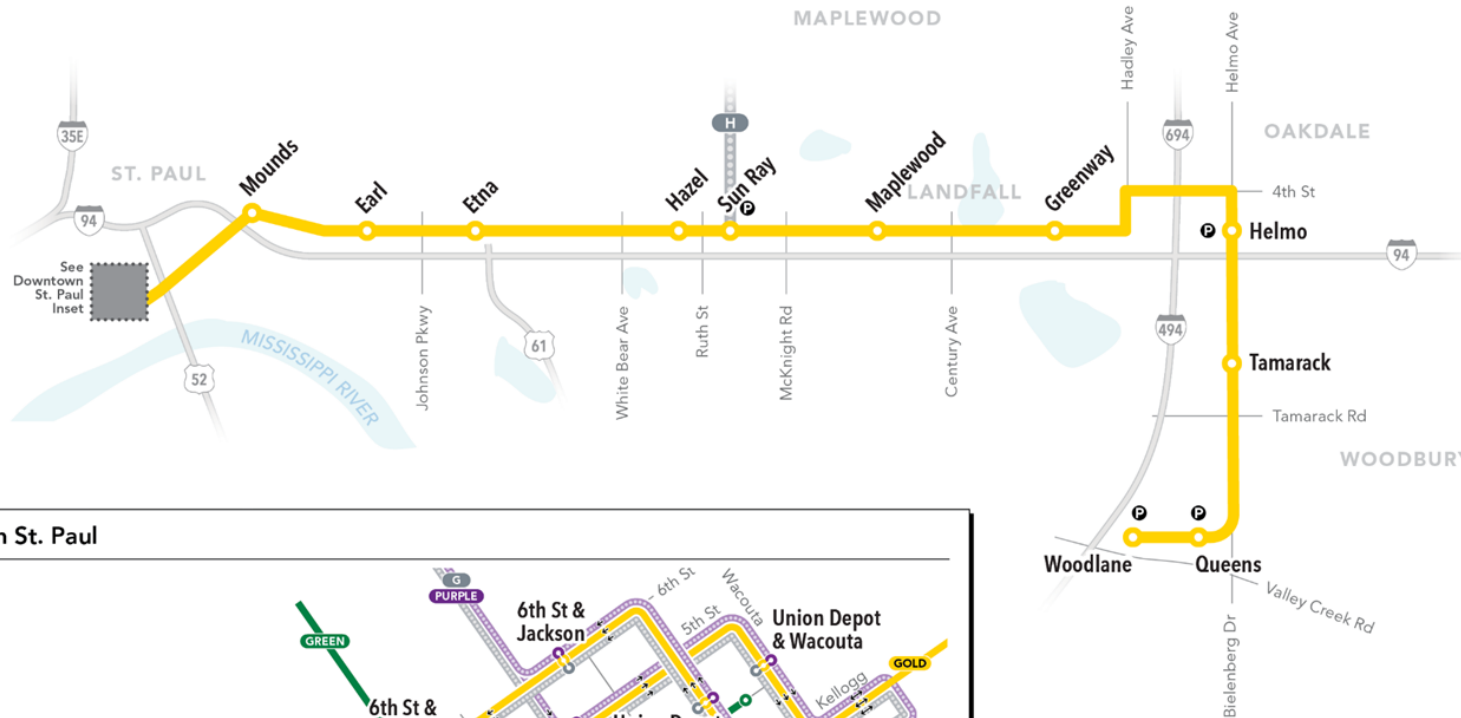 MAPLEWOOD
Hadley Ave
Helmo Ave
35E
H
694
OAKDALE
ST. PAUL
Mounds
Earl
Etna
Hazel
Sun Ray
P
Maplewood
LANDFALL
Greenway
4th St
94
P
Helmo
94
See
Downtown
St. Paul
Inset
MISSISSIPPI RIVER
52
Johnson Pkwy
61
White Bear Ave
Ruth St
McKnight Rd
Century Ave
494
Tamarack
Tamarack Rd
WOODBURY
P
P
Woodlane
Queens
Valley Creek Rd
Bielenberg Dr
St. Paul
G
PURPLE
GREEN
6th St &
Jackson
6th St
5th St
Wacouta
Union Depot
& Wacouta
GOLD
Kellogg
6th St &